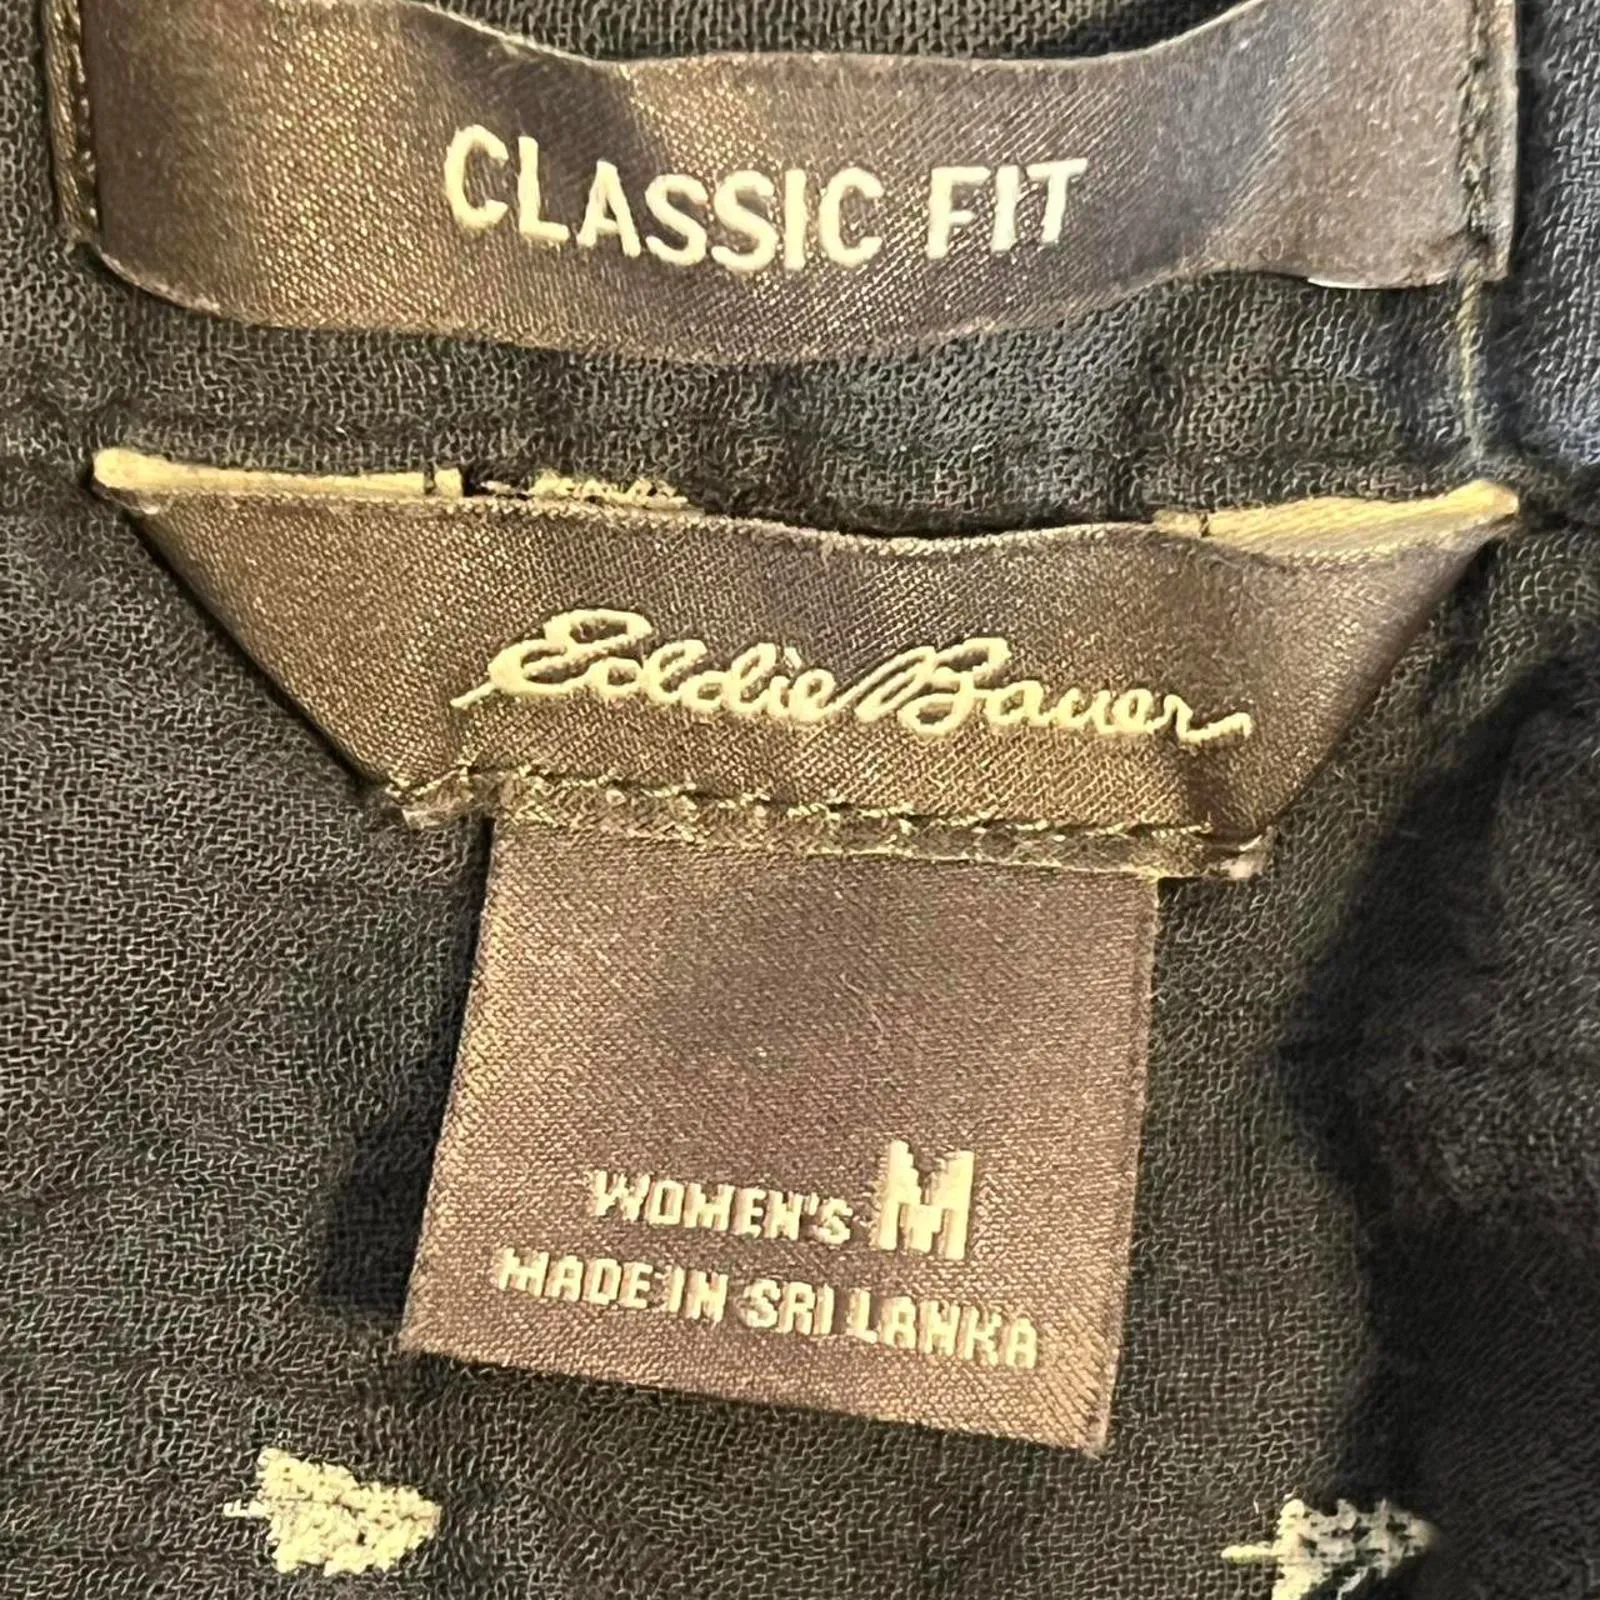 CLASSIC FIT
Eddie Bauer
WOMEN'S M
MADE IN SRI LANKA